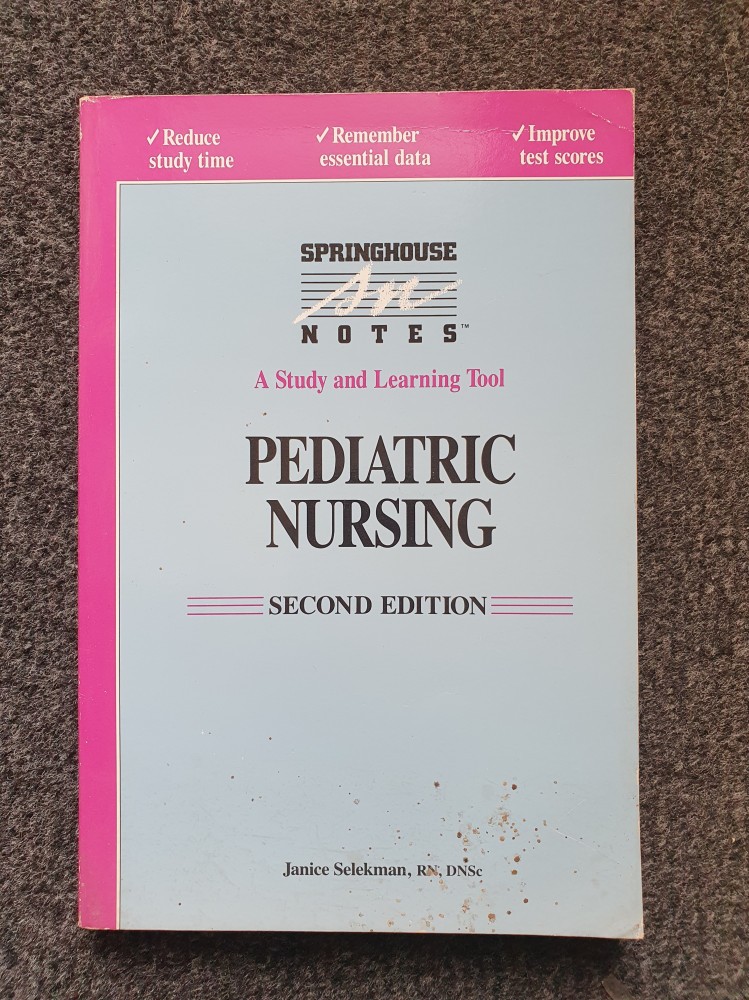 ✓Reduce
study time
✓Remember
essential data
✓Improve
test scores
SPRINGHOUSE
sn
NOTES™
A Study and Learning Tool
PEDIATRIC
NURSING
SECOND EDITION
Janice Selekman, RN, DNSc